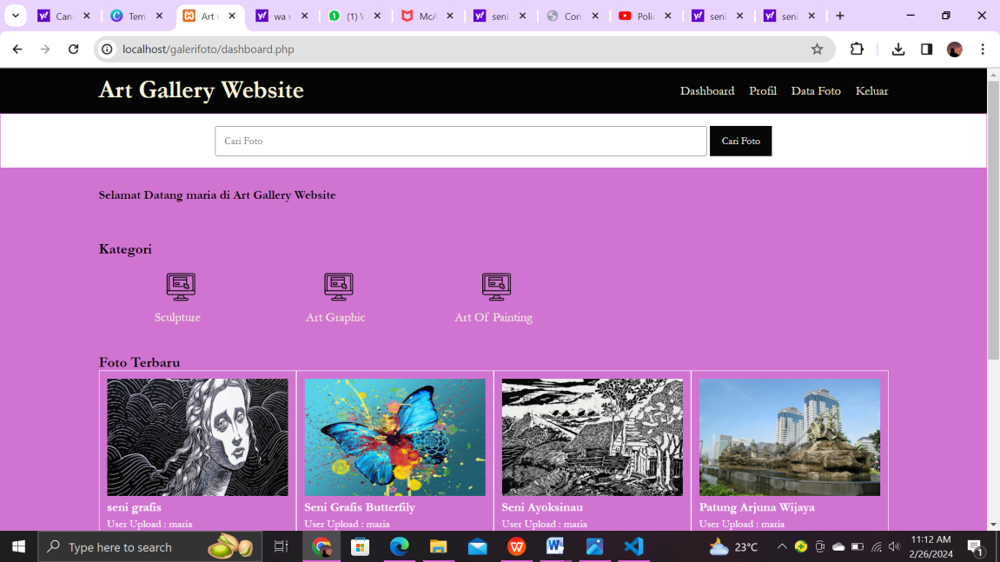 Can
Tem
Art
wa v
(1) V
McA
seni
Con
Polic
seni
seni
localhost/galerifoto/dashboard.php
Art Gallery Website
Dashboard Profil Data Foto Keluar
Cari Foto Cari Foto
Selamat Datang maria di Art Gallery Website
Kategori
Sculpture Art Graphic Art Of Painting
Foto Terbaru
seni grafis Seni Grafis Butterfily Seni Ayoksinau Patung Arjuna Wijaya
User Upload : maria User Upload : maria User Upload : maria User Upload : maria
Type here to search
23°C
11:12 AM
2/26/2024
1